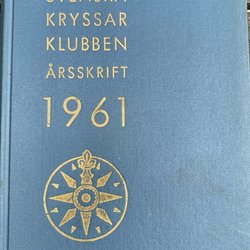 SVENSKA
KRYSSAR
KLUBBEN
ÅRSSKRIFT
1961